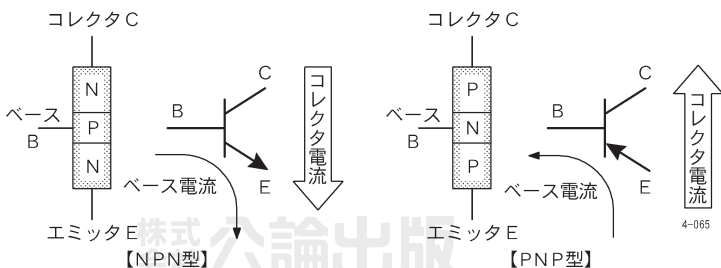 コレクタC
N
P
N
ベース
B
エミッタE
B
C
E
ベース電流
コレクタ電流
【NPN型】
コレクタC
P
N
P
ベース
B
エミッタE
B
C
E
ベース電流
コレクタ電流
4-065
【PNP型】
株式会社 公論出版